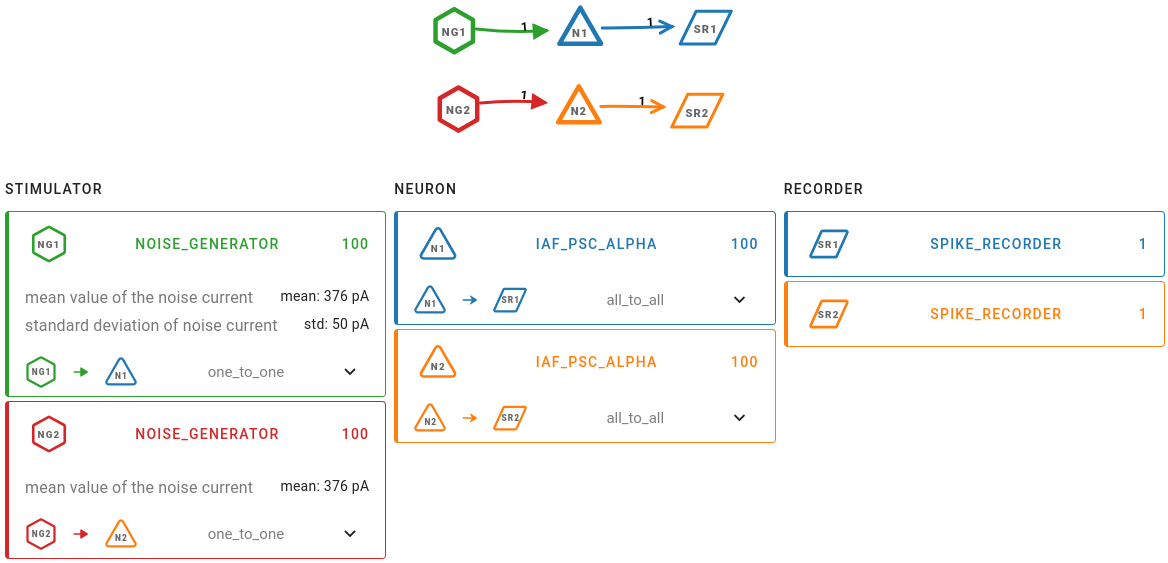 NG1 1 N1 1 SR1
NG2 1 N2 1 SR2
STIMULATOR
NG1 NOISE_GENERATOR 100
mean value of the noise current mean: 376 pA
standard deviation of noise current std: 50 pA
NG1 N1 one_to_one
NG2 NOISE_GENERATOR 100
mean value of the noise current mean: 376 pA
NG2 N2 one_to_one
NEURON
N1 IAF_PSC_ALPHA 100
N1 SR1 all_to_all
N2 IAF_PSC_ALPHA 100
N2 SR2 all_to_all
RECORDER
SR1 SPIKE_RECORDER 1
SR2 SPIKE_RECORDER 1